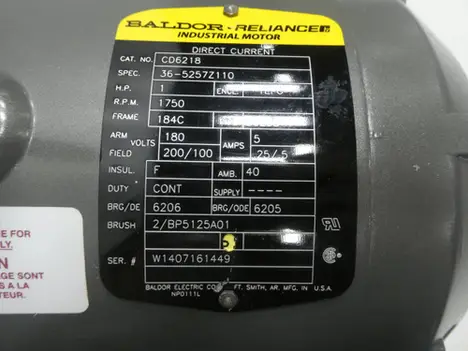 BALDOR · RELIANCE
INDUSTRIAL MOTOR
DIRECT CURRENT
CAT. NO. CD6218
SPEC. 36-5257Z110
H.P. 1 ENCL.
R.P.M. 1750
FRAME 184C
ARM VOLTS 180 AMPS 5
FIELD 200/100 .25/.5
INSUL. F AMB. 40
DUTY CONT SUPPLY ----
BRG/DE 6206 BRG/ODE 6205
BRUSH 2/BP5125A01
SER. # W1407161449
BALDOR ELECTRIC CO. FT. SMITH, AR. MFG. IN U.S.A.
NP0111L
FOR
LY.
N
AGE SONT
S A LA
TEUR.